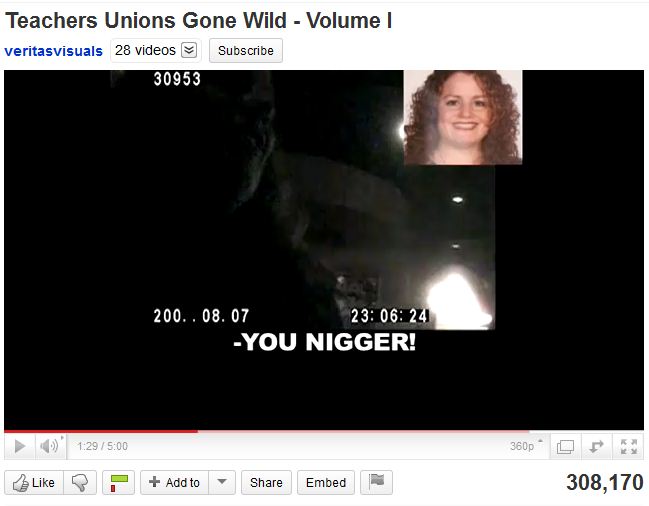 Teachers Unions Gone Wild - Volume I
veritasvisuals 28 videos Subscribe
30953
200. . 08. 07 23: 06: 24
-YOU NIGGER!
1:29 / 5:00 360p
Like + Add to Share Embed 308,170